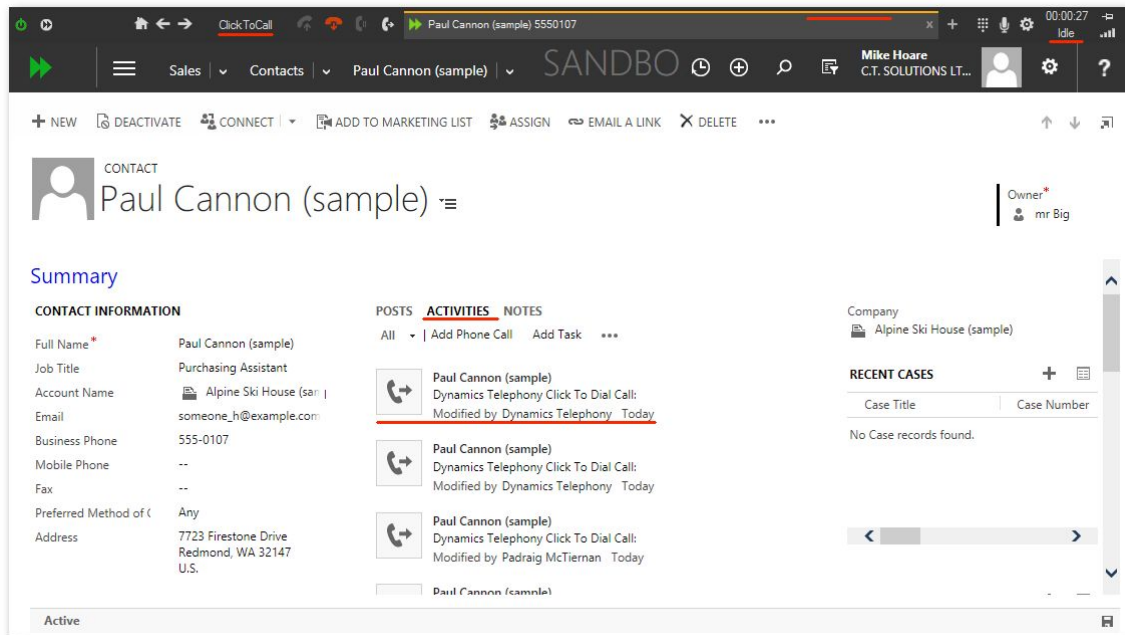 ClickToCall
Paul Cannon (sample) 5550107
x
+
00:00:27
Idle
Sales
Contacts
Paul Cannon (sample)
SANDBO
Mike Hoare
C.T. SOLUTIONS LT...
?
+ NEW
DEACTIVATE
CONNECT
ADD TO MARKETING LIST
ASSIGN
EMAIL A LINK
DELETE
•••
CONTACT
Paul Cannon (sample)
Owner*
mr Big
Summary
CONTACT INFORMATION
Full Name* Paul Cannon (sample)
Job Title Purchasing Assistant
Account Name Alpine Ski House (sam
Email someone_h@example.com
Business Phone 555-0107
Mobile Phone --
Fax --
Preferred Method of C Any
Address 7723 Firestone Drive
Redmond, WA 32147
U.S.
POSTS ACTIVITIES NOTES
All | Add Phone Call Add Task •••
Paul Cannon (sample)
Dynamics Telephony Click To Dial Call:
Modified by Dynamics Telephony Today
Paul Cannon (sample)
Dynamics Telephony Click To Dial Call:
Modified by Dynamics Telephony Today
Paul Cannon (sample)
Dynamics Telephony Click To Dial Call:
Modified by Padraig McTiernan Today
Paul Cannon (sample)
Company
Alpine Ski House (sample)
RECENT CASES
Case Title Case Number
No Case records found.
Active